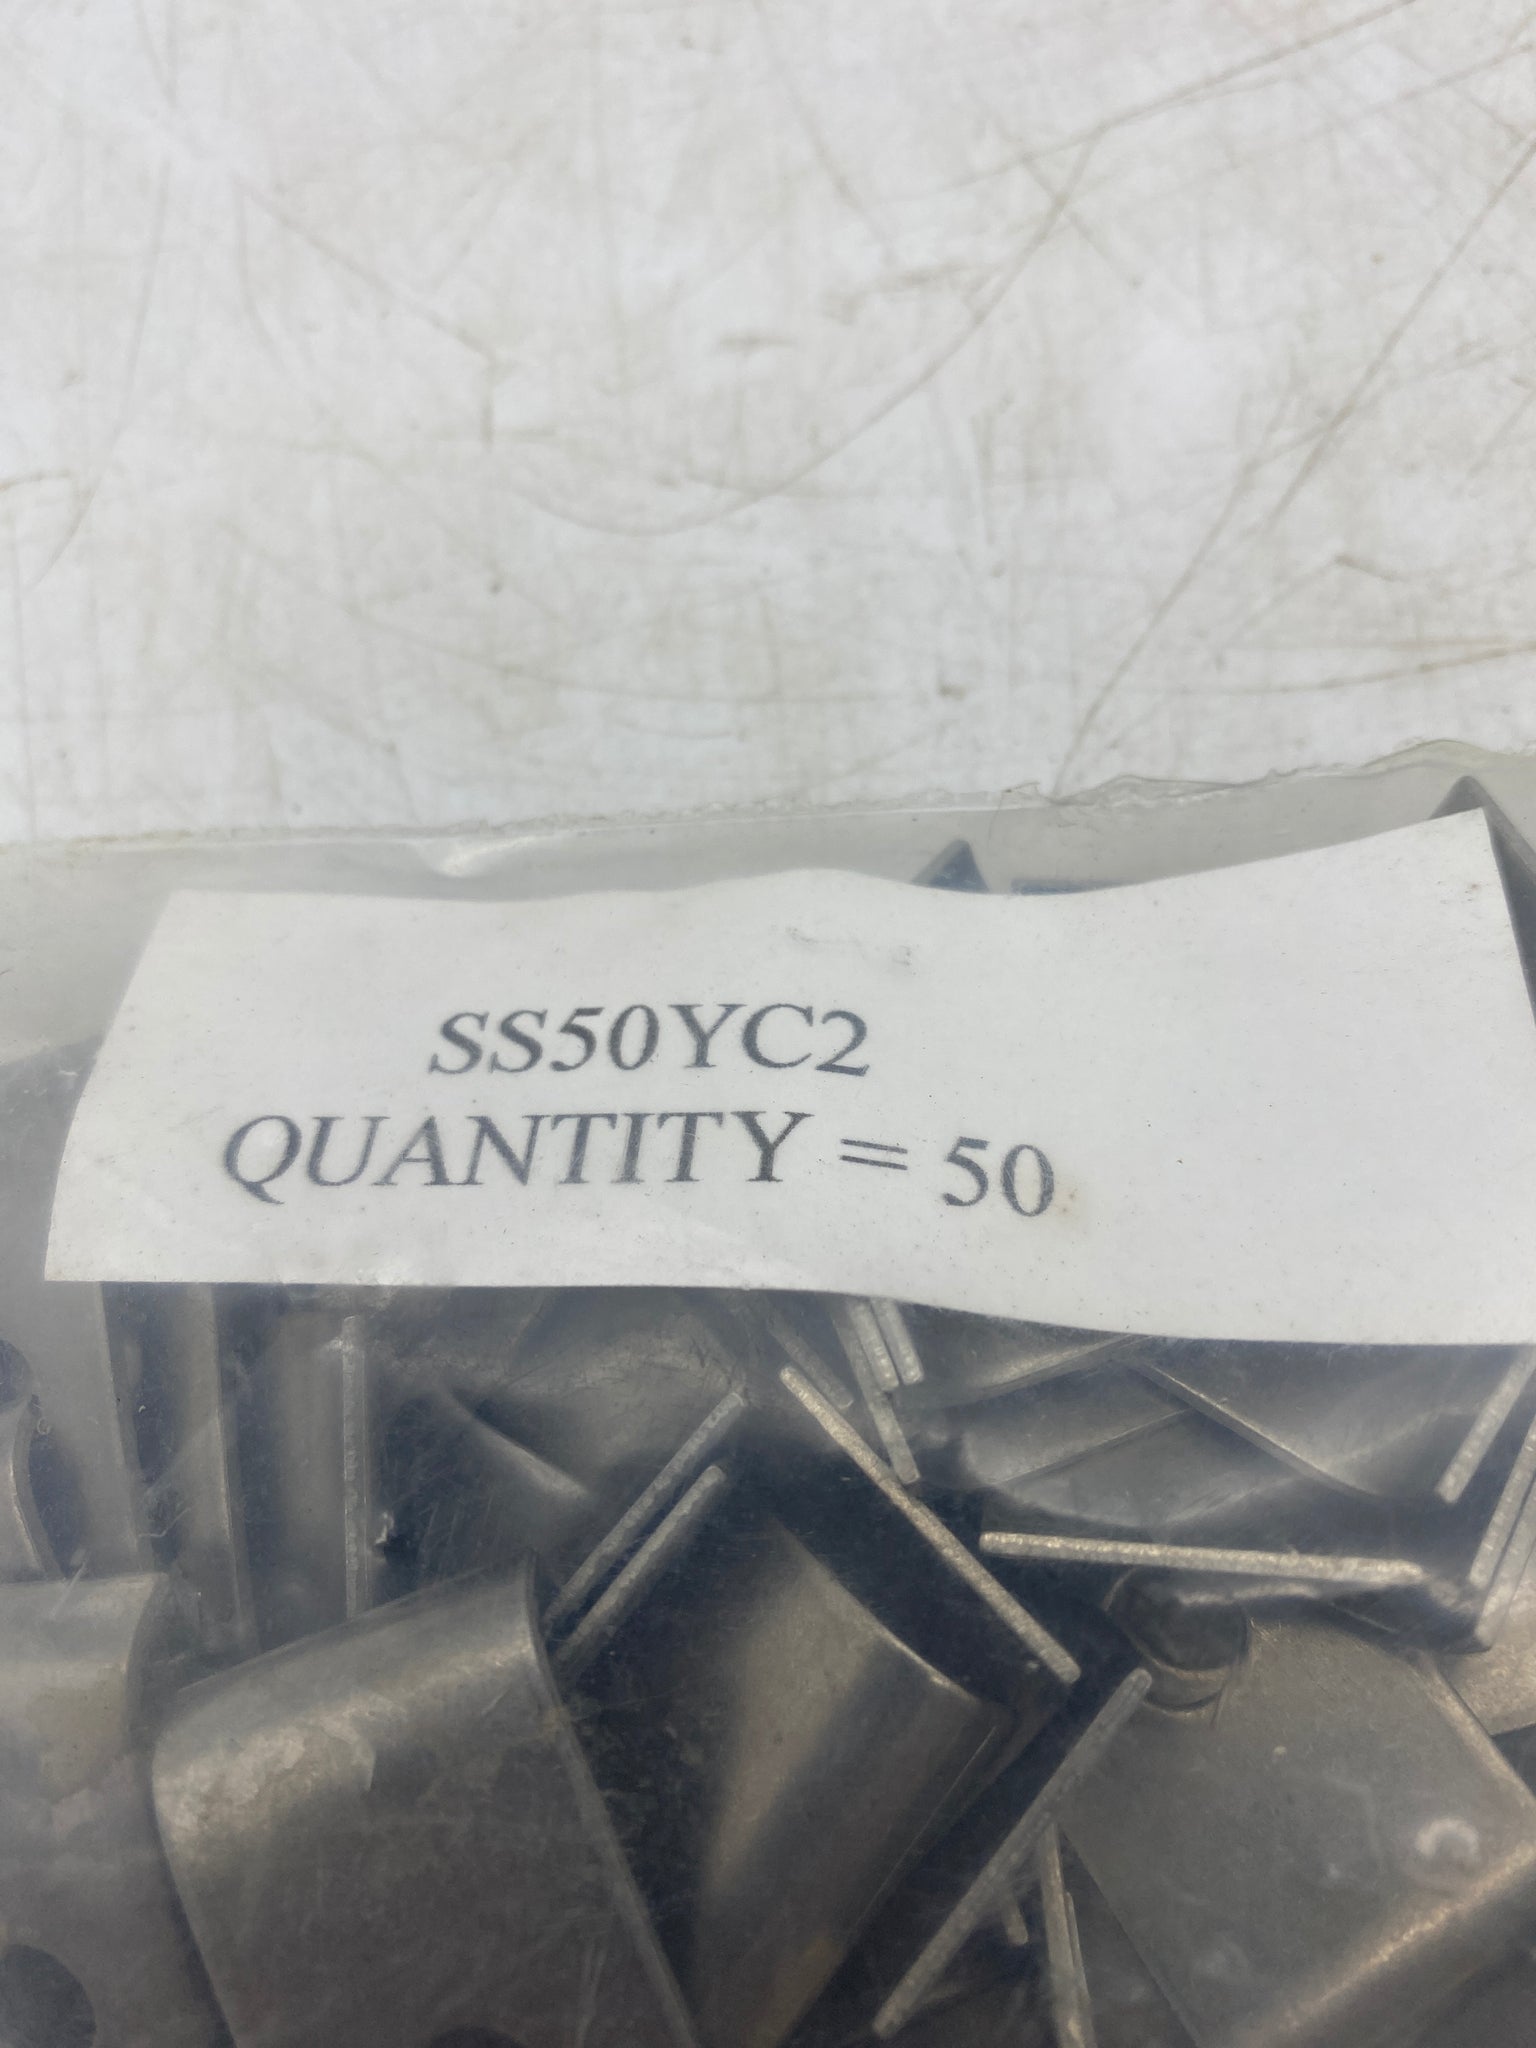 SS50YC2
QUANTITY = 50